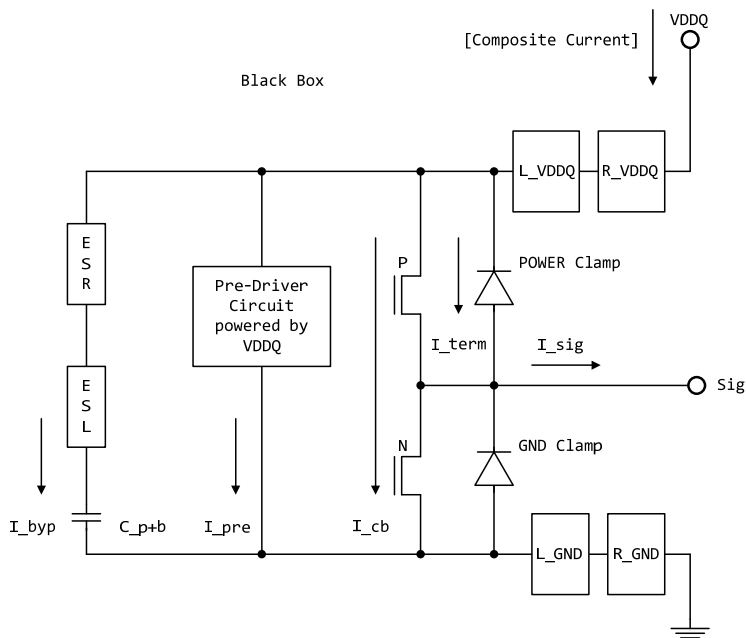 VDDQ
[Composite Current]
Black Box
L_VDDQ
R_VDDQ
E
S
R
P
POWER Clamp
Pre-Driver
Circuit
powered by
VDDQ
I_term
I_sig
Sig
E
S
L
N
GND Clamp
I_byp
C_p+b
I_pre
I_cb
L_GND
R_GND